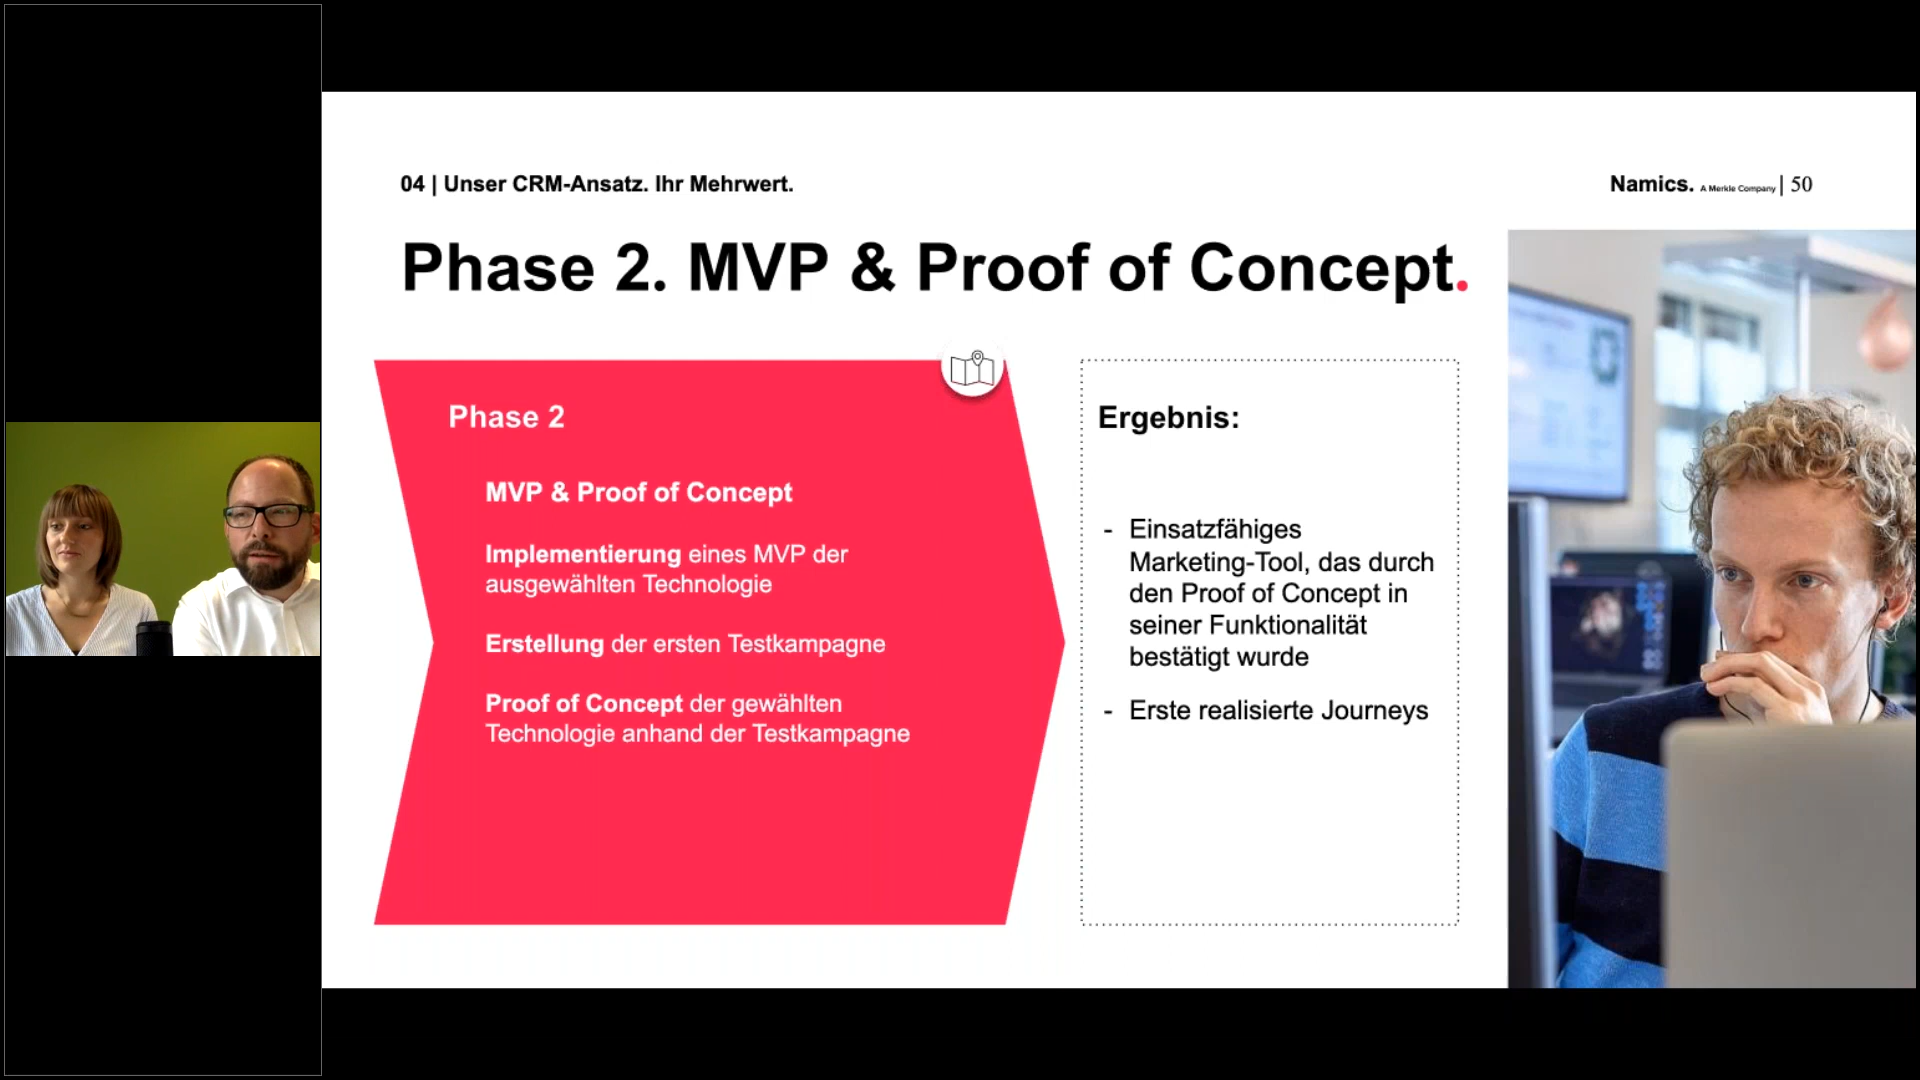 04 | Unser CRM-Ansatz. Ihr Mehrwert.
Namics. A Merkle Company | 50
Phase 2. MVP & Proof of Concept.
Phase 2
MVP & Proof of Concept
Implementierung eines MVP der
ausgewählten Technologie
Erstellung der ersten Testkampagne
Proof of Concept der gewählten
Technologie anhand der Testkampagne
Ergebnis:
- Einsatzfähiges
Marketing-Tool, das durch
den Proof of Concept in
seiner Funktionalität
bestätigt wurde
- Erste realisierte Journeys